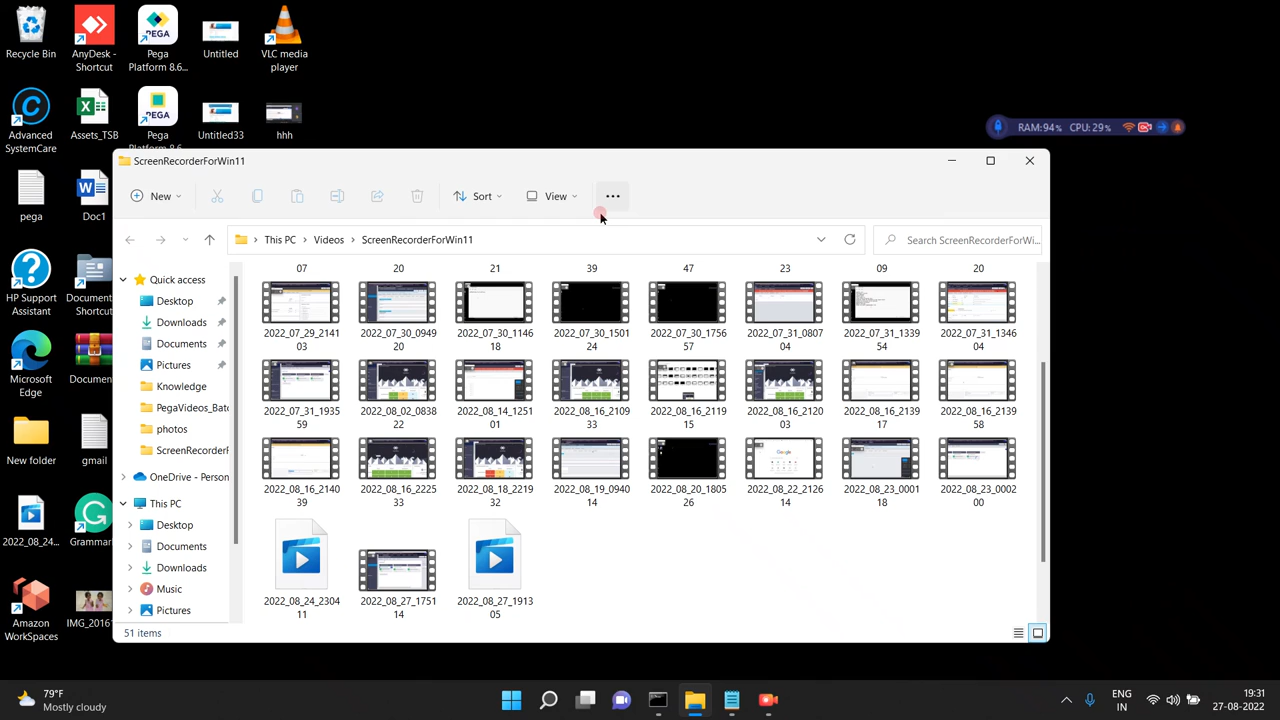 Recycle Bin
AnyDesk -
Shortcut
PEGA
Pega
Platform 8.6...
Untitled
VLC media
player
Advanced
SystemCare
Assets_TSB
PEGA
Pega
Untitled33
hhh
RAM:94% CPU:29%
ScreenRecorderForWin11
New
Sort
View
This PC
Videos
ScreenRecorderForWin11
Search ScreenRecorderForWi...
pega
Doc1
HP Support
Assistant
Document
Shortcut
Microsoft
Edge
Documen
New folder
gmail
2022_08_24...
Grammar
Amazon
WorkSpaces
IMG_2016
Quick access
Desktop
Downloads
Documents
Pictures
Knowledge
PegaVideos_Batc
photos
ScreenRecorderF
OneDrive - Person
This PC
Desktop
Documents
Downloads
Music
Pictures
07 20 21 39 47 23 09 20
2022_07_29_2141
03
2022_07_30_0949
20
2022_07_30_1146
18
2022_07_30_1501
24
2022_07_30_1756
57
2022_07_31_0807
04
2022_07_31_1339
54
2022_07_31_1346
04
2022_07_31_1935
59
2022_08_02_0838
22
2022_08_14_1251
01
2022_08_16_2109
33
2022_08_16_2119
15
2022_08_16_2120
03
2022_08_16_2139
17
2022_08_16_2139
58
2022_08_16_2140
39
2022_08_16_2225
33
2022_08_18_2219
32
2022_08_19_0940
14
2022_08_20_1805
26
2022_08_22_2126
14
2022_08_23_0001
18
2022_08_23_0002
00
2022_08_24_2304
11
2022_08_27_1751
14
2022_08_27_1913
05
51 items
79°F
Mostly cloudy
ENG
IN
19:31
27-08-2022